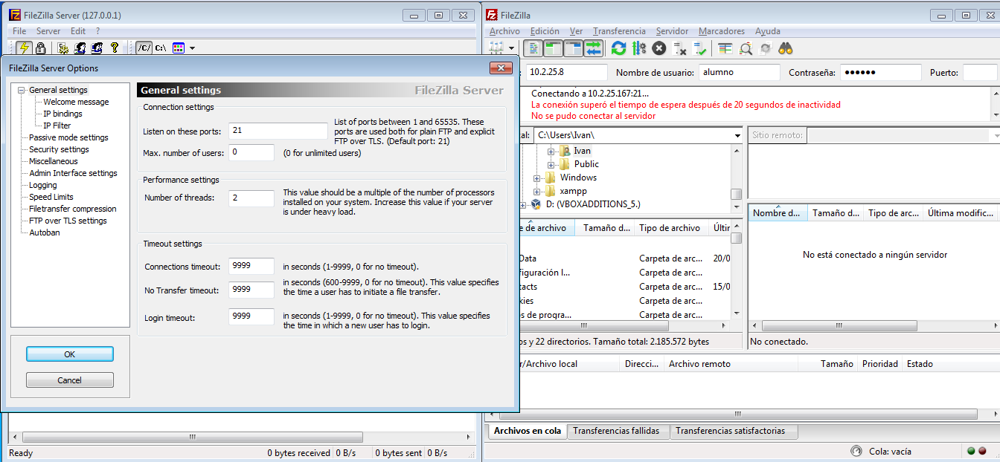 FileZilla Server (127.0.0.1)
File Server Edit ?
/C/ C:\
FileZilla Server Options
General settings
Welcome message
IP bindings
IP Filter
Passive mode settings
Security settings
Miscellaneous
Admin Interface settings
Logging
Speed Limits
Filetransfer compression
FTP over TLS settings
Autoban
OK
Cancel
General settings
FileZilla Server
Connection settings
Listen on these ports: 21
List of ports between 1 and 65535. These
ports are used both for plain FTP and explicit
FTP over TLS. (Default port: 21)
Max. number of users: 0 (0 for unlimited users)
Performance settings
Number of threads: 2
This value should be a multiple of the number of processors
installed on your system. Increase this value if your server
is under heavy load.
Timeout settings
Connections timeout: 9999 in seconds (1-9999, 0 for no timeout).
No Transfer timeout: 9999
in seconds (600-9999, 0 for no timeout). This value specifies
the time a user has to initiate a file transfer.
Login timeout: 9999
in seconds (1-9999, 0 for no timeout). This value specifies
the time in which a new user has to login.
Ready
0 bytes received 0 B/s
0 bytes sent 0 B/s
FileZilla
Archivo Edición Ver Transferencia Servidor Marcadores Ayuda
: 10.2.25.8 Nombre de usuario: alumno Contraseña: ●●●●●● Puerto:
Conectando a 10.2.25.167:21...
La conexión superó el tiempo de espera después de 20 segundos de inactividad
No se pudo conectar al servidor
al: C:\Users\Ivan\
Ivan
Public
Windows
xampp
D: (VBOXADDITIONS_5.)
e de archivo Tamaño d... Tipo de archivo Últir
Data Carpeta de arc... 20/0
figuración l... Carpeta de arc...
tacts Carpeta de arc... 15/0
kies Carpeta de arc...
os de progra... Carpeta de arc...
os y 22 directorios. Tamaño total: 2.185.572 bytes
Sitio remoto:
Nombre d... Tamaño d... Tipo de arc... Última modific...
No está conectado a ningún servidor
No conectado.
r/Archivo local Direcci... Archivo remoto Tamaño Prioridad Estado
Archivos en cola Transferencias fallidas Transferencias satisfactorias
Cola: vacía